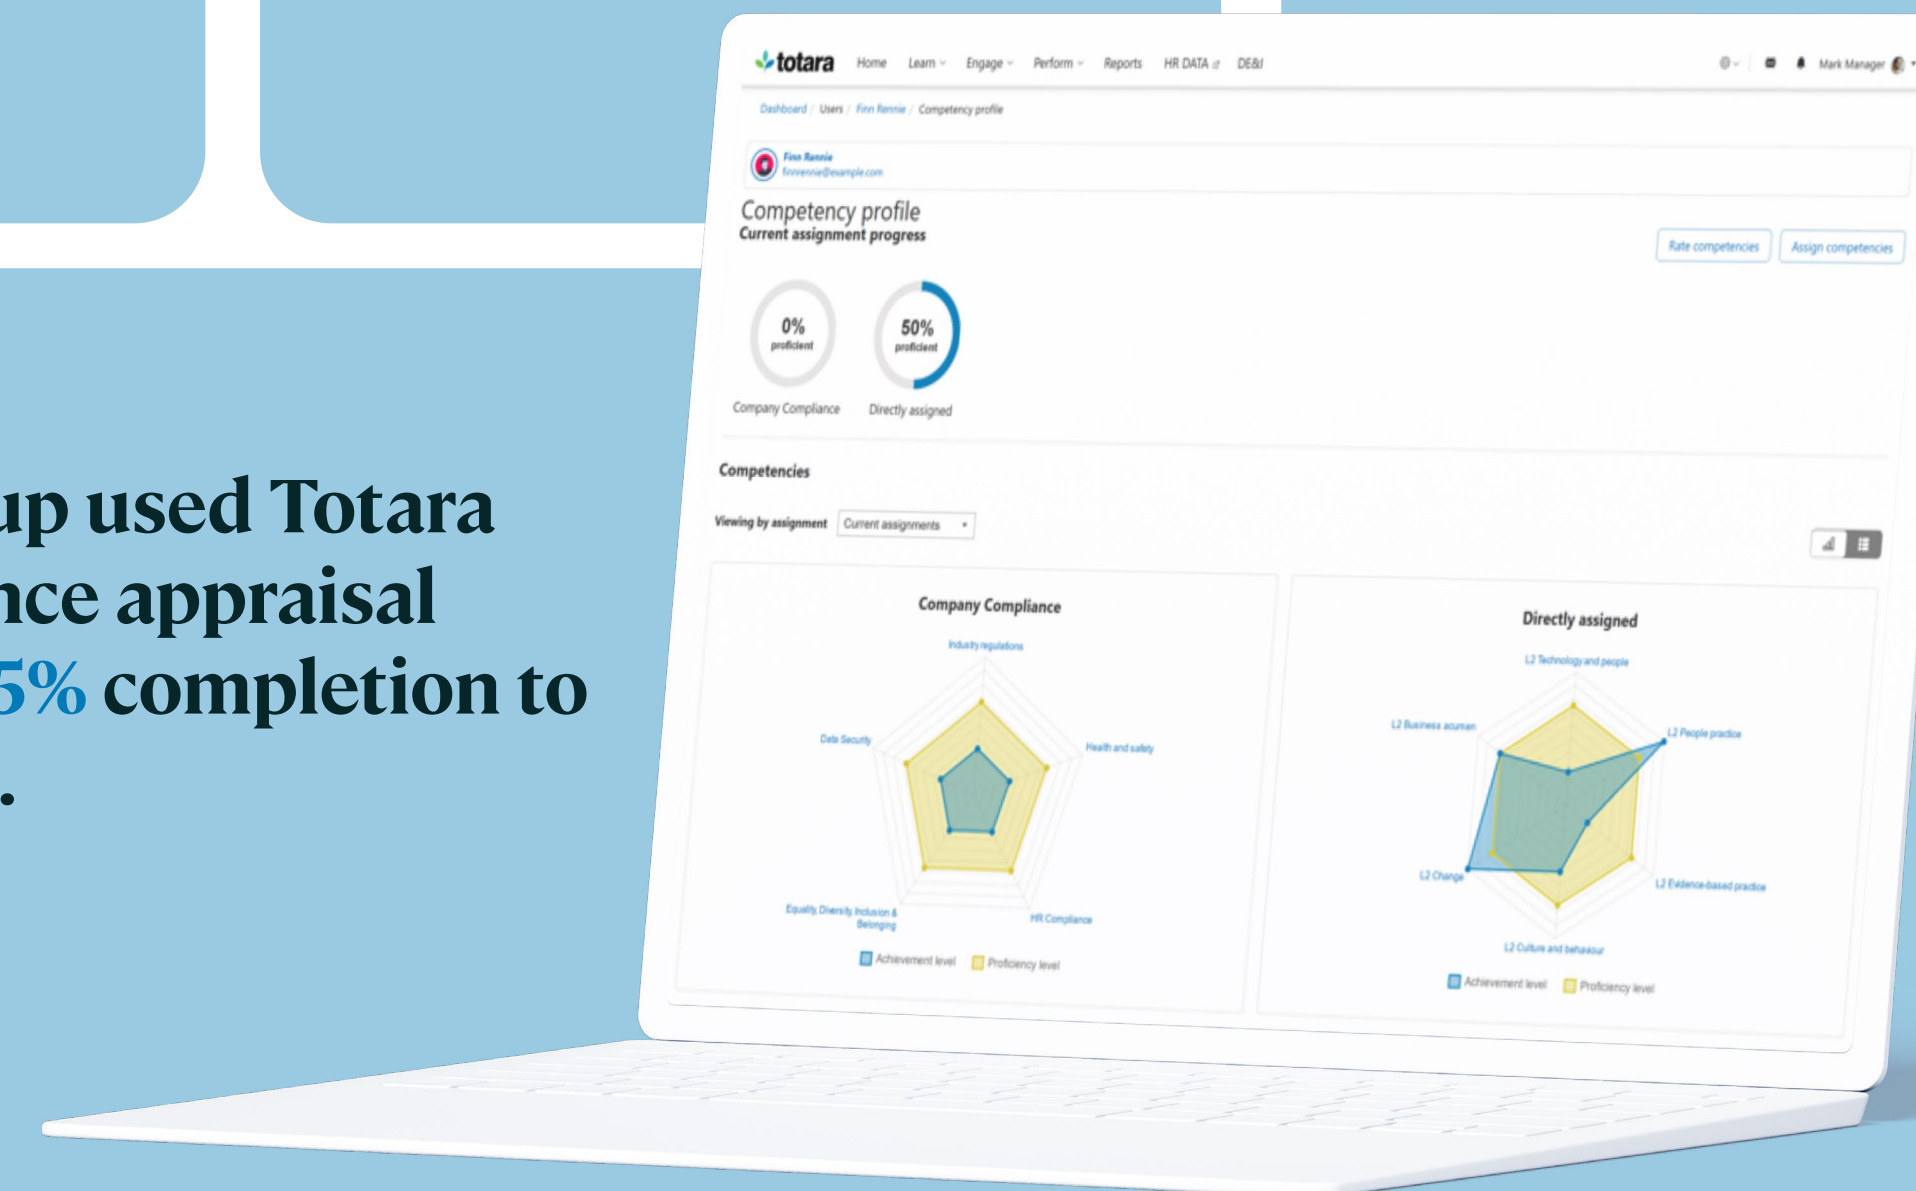 up used Totara
nce appraisal
5% completion to
.
totara Home Learn Engage Perform Reports HR DATA DE&I Mark Manager
Dashboard / Users / Finn Rennie / Competency profile
Finn Rennie
finnrennie@example.com
Competency profile
Current assignment progress
Rate competencies Assign competencies
0% proficient
50% proficient
Company Compliance Directly assigned
Competencies
Viewing by assignment Current assignments
Company Compliance
Industry regulations
Data Security
Health and safety
Equality, Diversity, Inclusion &
Belonging
HR Compliance
Achievement level Proficiency level
Directly assigned
L2 Technology and people
L2 Business acumen
L2 People practice
L2 Change
L2 Evidence-based practice
L2 Culture and behaviour
Achievement level Proficiency level